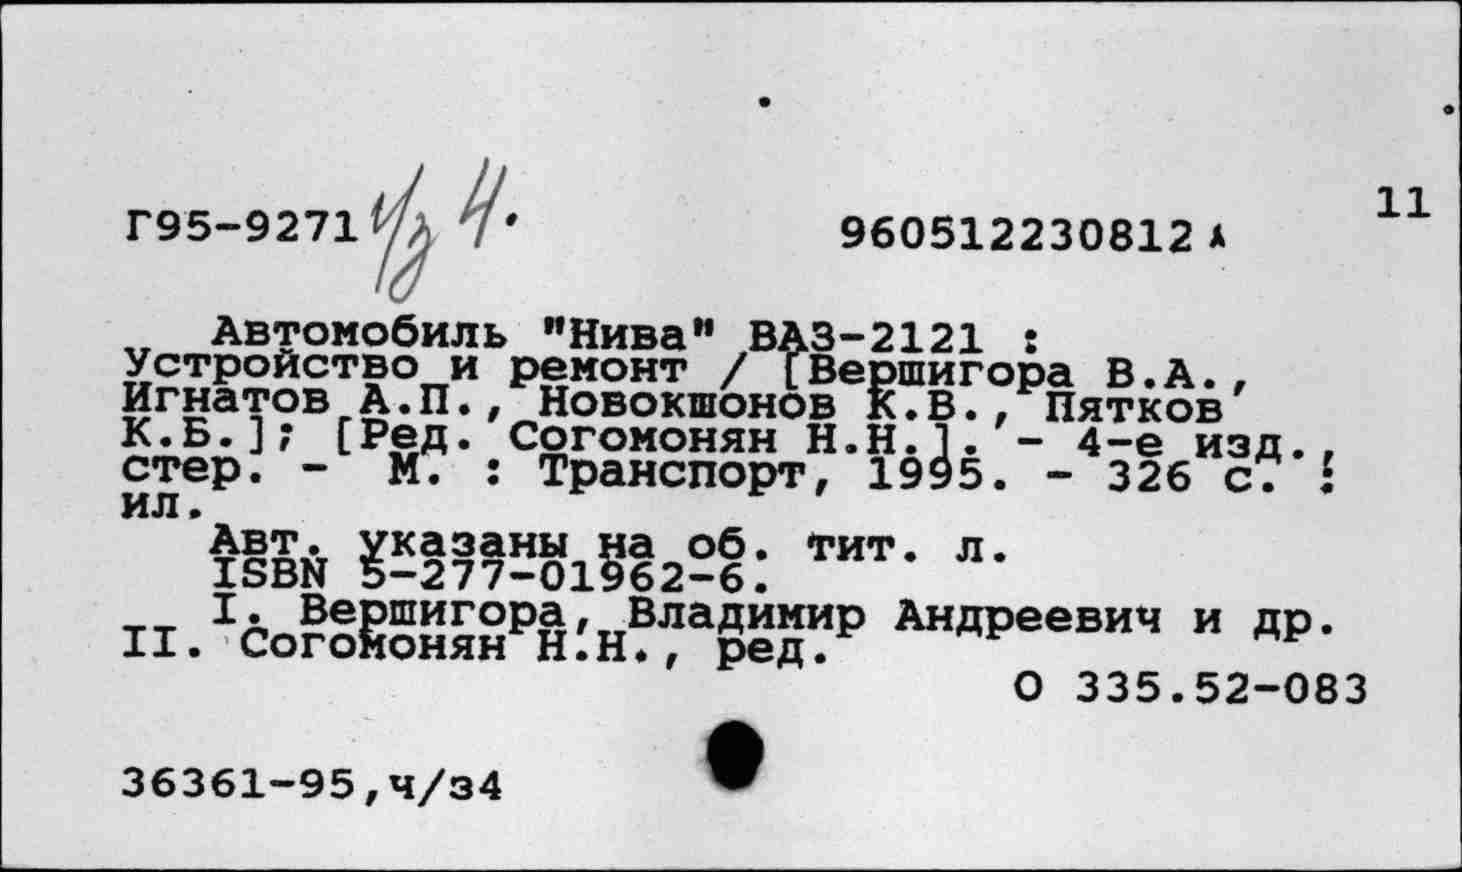 11
Г95-9271 ч/з 4.
960512230812
Автомобиль "Нива" ВАЗ-2121 :
Устройство и ремонт / [Вершигора В.А.,
Игнатов А.П., Новокшонов К.В., Пятков
К.Б.]; [Ред. Согомонян Н.Н.]. - 4-е изд.,
стер. - М. : Транспорт, 1995. - 326 с. :
ил.
Авт. указаны на об. тит. л.
ISBN 5-277-01962-6.
I. Вершигора, Владимир Андреевич и др.
II. Согомонян Н.Н., ред.
О 335.52-083
36361-95,ч/з4